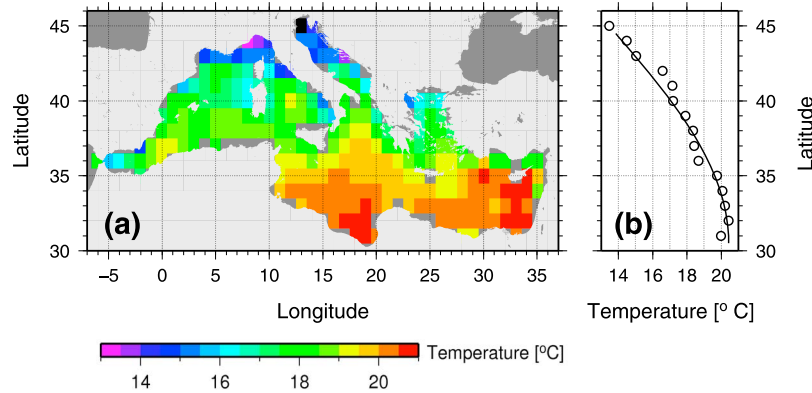 45
40
35
30
Latitude
(a)
−5 0 5 10 15 20 25 30 35
Longitude
(b)
14 16 18 20
Temperature [º C]
45
40
35
30
Latitude
Temperature [ºC]
14 16 18 20